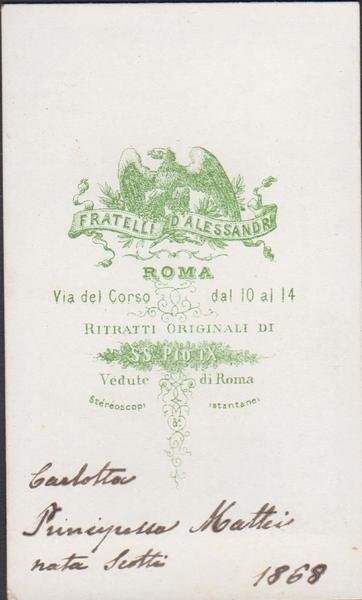 FRATELLI D'ALESSANDRI
ROMA
Via del Corso dal 10 al 14
RITRATTI ORIGINALI DI
SS. PIO IX
Vedute di Roma
Stereoscopi istantanei
Carlotta
Principessa Mattei
nata Scotti
1868